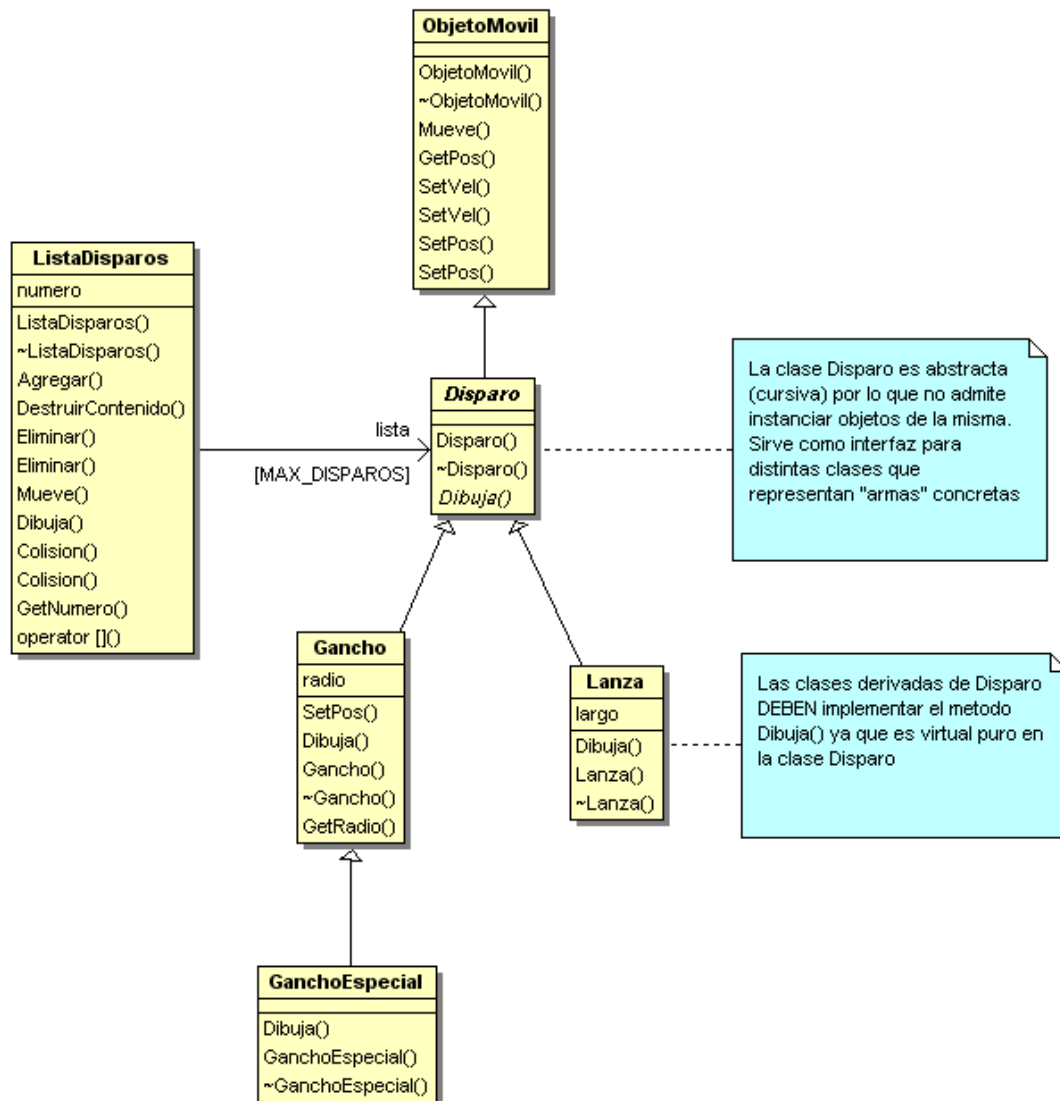 ObjetoMovil
ObjetoMovil()
~ObjetoMovil()
Mueve()
GetPos()
SetVel()
SetVel()
SetPos()
SetPos()
ListaDisparos
numero
ListaDisparos()
~ListaDisparos()
Agregar()
DestruirContenido()
Eliminar()
Eliminar()
Mueve()
Dibuja()
Colision()
Colision()
GetNumero()
operator []()
lista
[MAX_DISPAROS]
Disparo
Disparo()
~Disparo()
Dibuja()
La clase Disparo es abstracta
(cursiva) por lo que no admite
instanciar objetos de la misma.
Sirve como interfaz para
distintas clases que
representan "armas" concretas
Gancho
radio
SetPos()
Dibuja()
Gancho()
~Gancho()
GetRadio()
Lanza
largo
Dibuja()
Lanza()
~Lanza()
Las clases derivadas de Disparo
DEBEN implementar el metodo
Dibuja() ya que es virtual puro en
la clase Disparo
GanchoEspecial
Dibuja()
GanchoEspecial()
~GanchoEspecial()